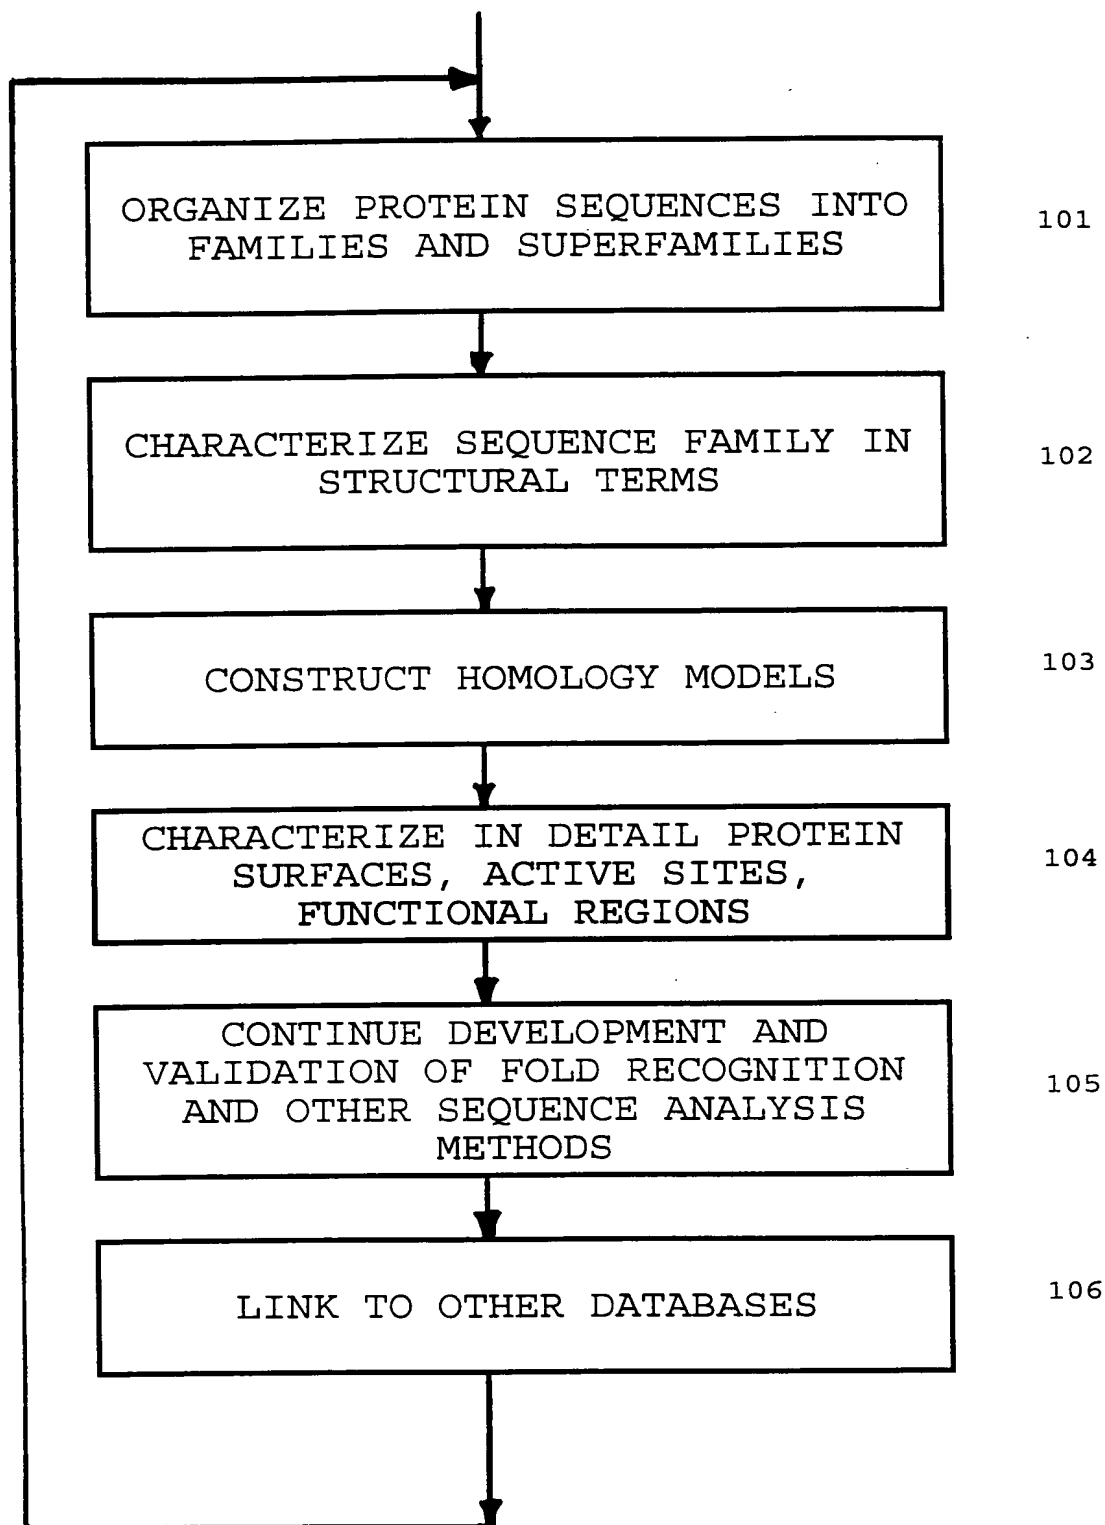 ORGANIZE PROTEIN SEQUENCES INTO
FAMILIES AND SUPERFAMILIES
101
CHARACTERIZE SEQUENCE FAMILY IN
STRUCTURAL TERMS
102
CONSTRUCT HOMOLOGY MODELS
103
CHARACTERIZE IN DETAIL PROTEIN
SURFACES, ACTIVE SITES,
FUNCTIONAL REGIONS
104
CONTINUE DEVELOPMENT AND
VALIDATION OF FOLD RECOGNITION
AND OTHER SEQUENCE ANALYSIS
METHODS
105
LINK TO OTHER DATABASES
106